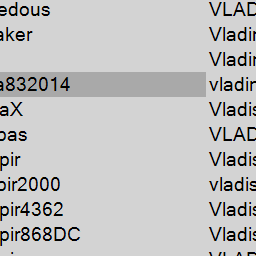 edous VLAD
aker Vladir
Vladir
a832014 vladin
aX Vladis
bas VLAD
pir Vladis
pir2000 vladis
pir4362 Vladis
pir868DC Vladis